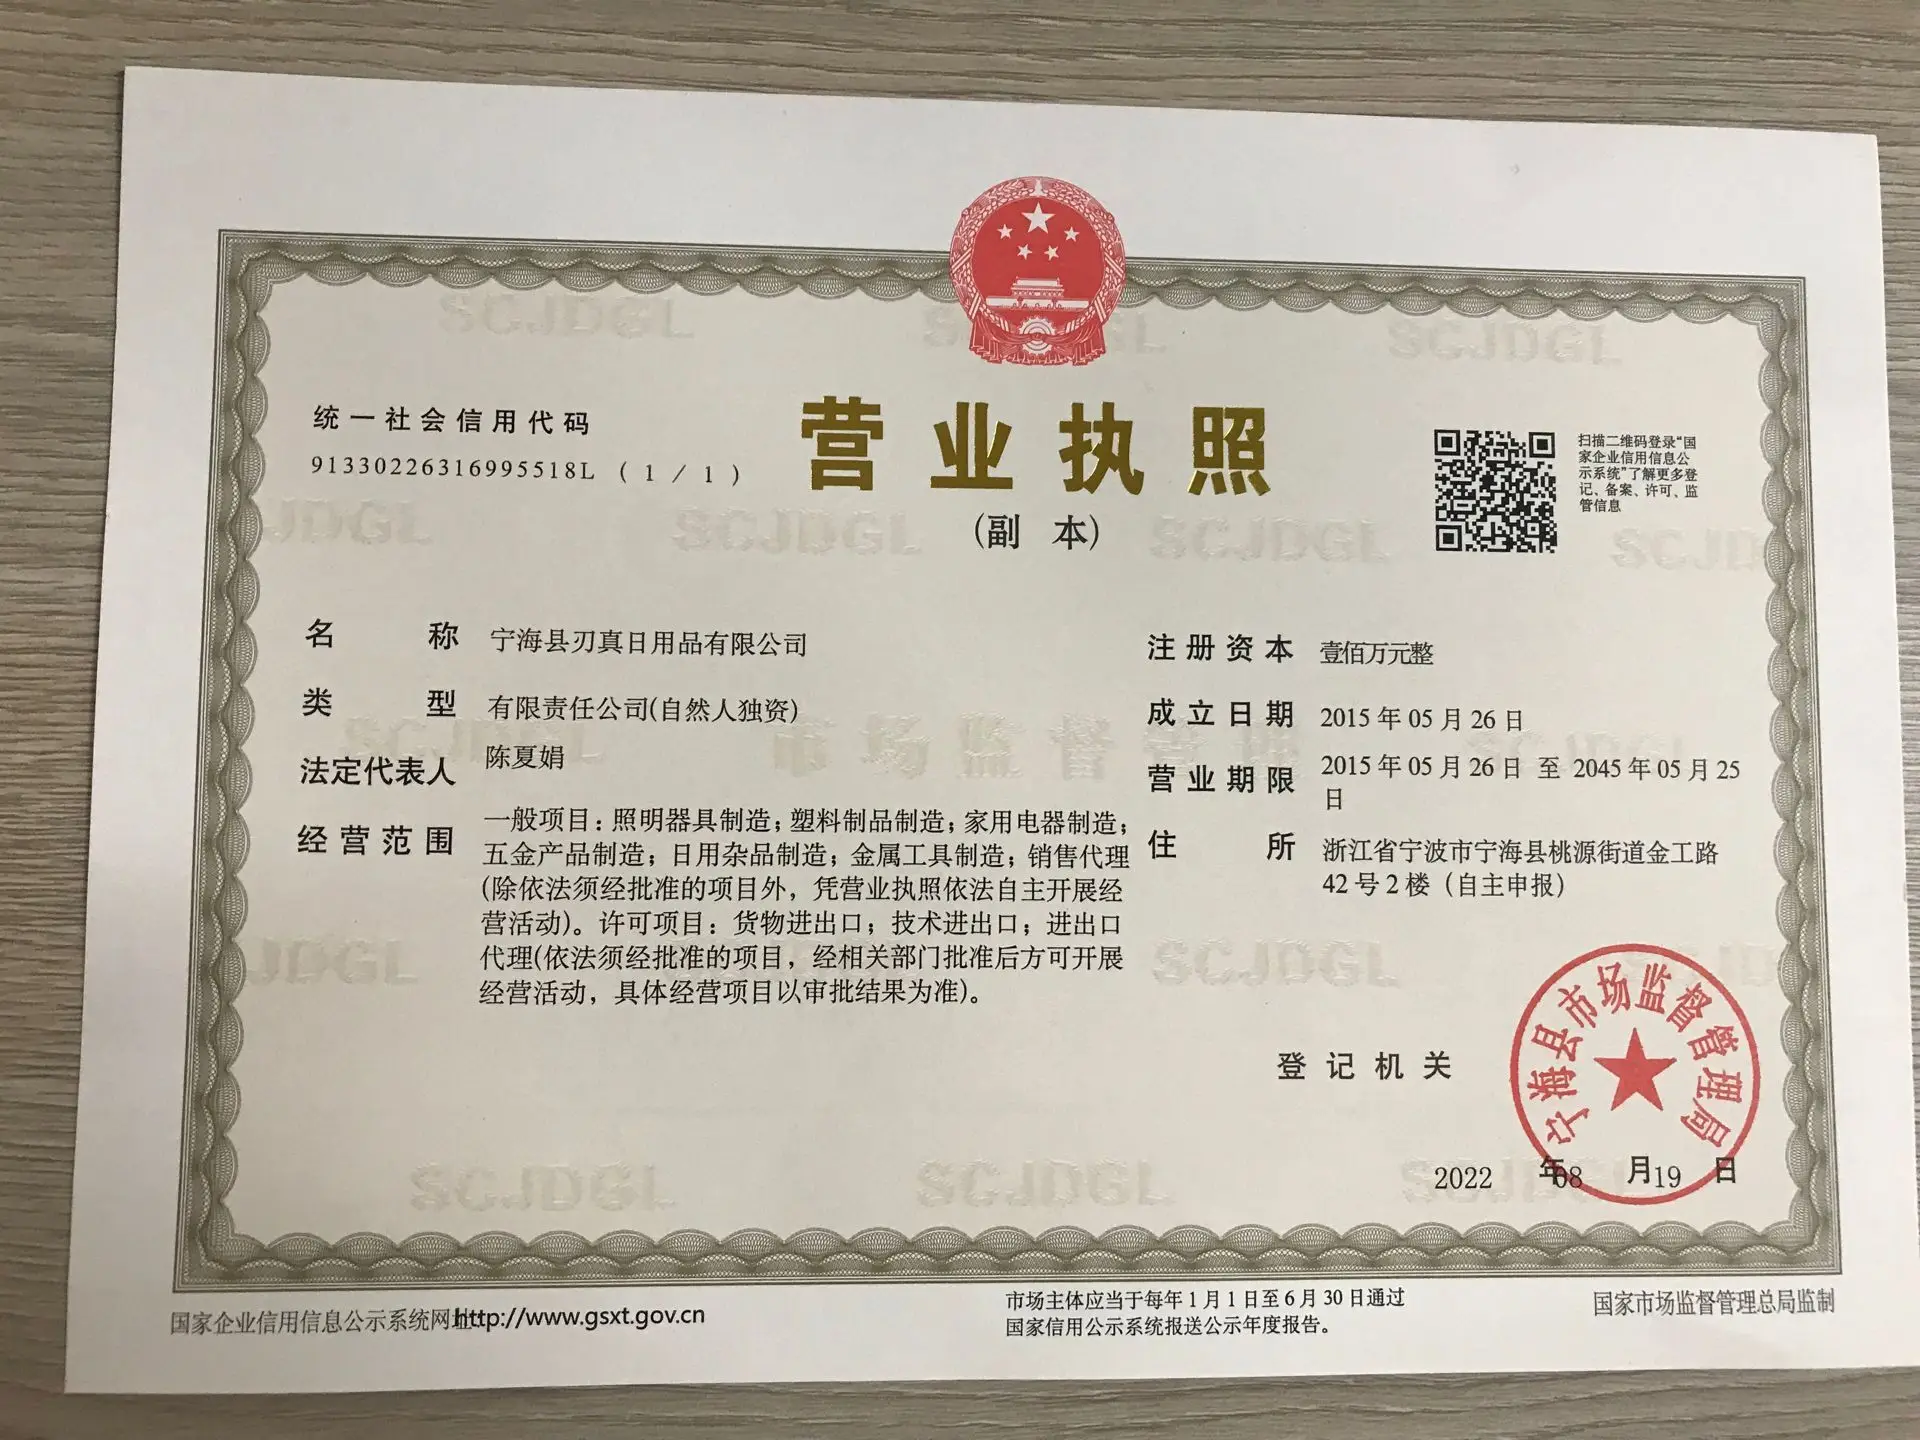 统一社会信用代码
91330226316995518L (1/1)
营业执照
(副 本)
扫描二维码登录“国
家企业信用信息公
示系统”了解更多登
记、备案、许可、监
管信息
名 称 宁海县刃真日用品有限公司
类 型 有限责任公司(自然人独资)
法定代表人 陈夏娟
经营范围 一般项目：照明器具制造；塑料制品制造；家用电器制造；
五金产品制造；日用杂品制造；金属工具制造；销售代理
(除依法须经批准的项目外，凭营业执照依法自主开展经
营活动)。许可项目：货物进出口；技术进出口；进出口
代理(依法须经批准的项目，经相关部门批准后方可开展
经营活动，具体经营项目以审批结果为准)。
注册资本 壹佰万元整
成立日期 2015年05月26日
营业期限 2015年05月26日 至 2045年05月25
日
住 所 浙江省宁波市宁海县桃源街道金工路
42号2楼（自主申报）
登记机关
宁海县市场监督管理局
2022 年08 月19 日
国家企业信用信息公示系统网址:http://www.gsxt.gov.cn
市场主体应当于每年1月1日至6月30日通过
国家信用公示系统报送公示年度报告。
国家市场监督管理总局监制
SCJDGL
市场监督管理